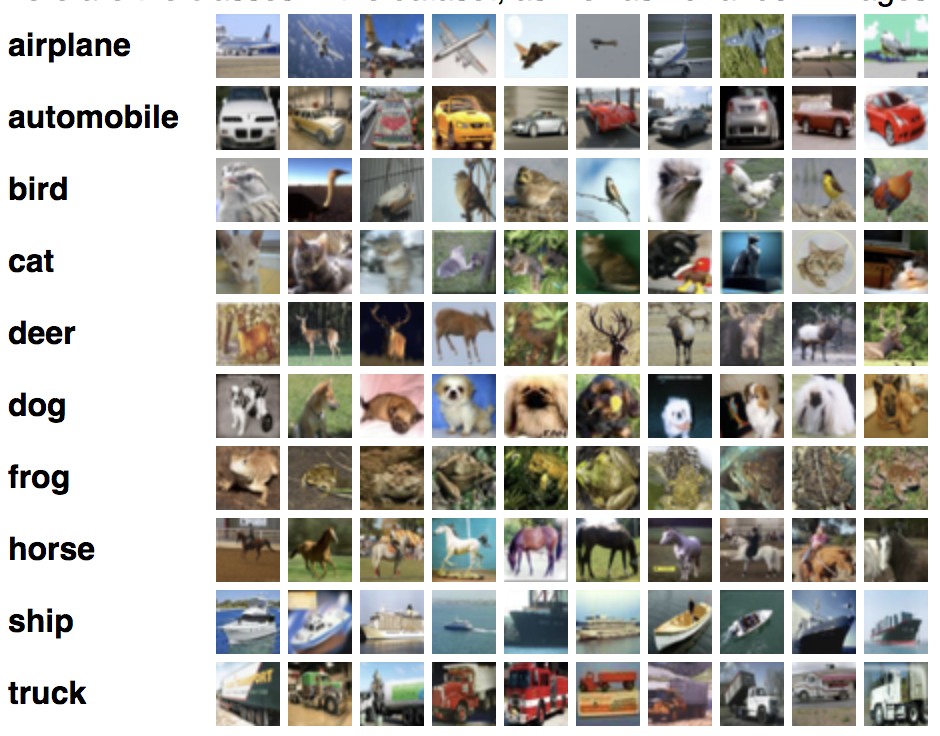 airplane
automobile
bird
cat
deer
dog
frog
horse
ship
truck